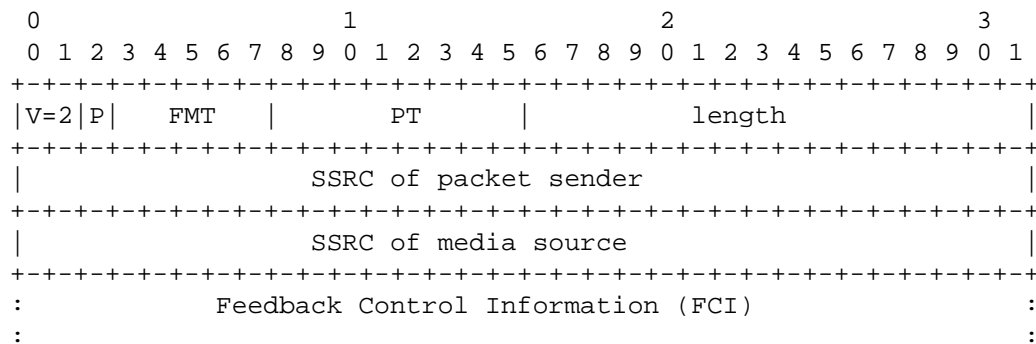 0                   1                   2                   3
 0 1 2 3 4 5 6 7 8 9 0 1 2 3 4 5 6 7 8 9 0 1 2 3 4 5 6 7 8 9 0 1
+-+-+-+-+-+-+-+-+-+-+-+-+-+-+-+-+-+-+-+-+-+-+-+-+-+-+-+-+-+-+-+-+
|V=2|P|   FMT   |       PT      |          length               |
+-+-+-+-+-+-+-+-+-+-+-+-+-+-+-+-+-+-+-+-+-+-+-+-+-+-+-+-+-+-+-+-+
|                  SSRC of packet sender                        |
+-+-+-+-+-+-+-+-+-+-+-+-+-+-+-+-+-+-+-+-+-+-+-+-+-+-+-+-+-+-+-+-+
|                  SSRC of media source                         |
+-+-+-+-+-+-+-+-+-+-+-+-+-+-+-+-+-+-+-+-+-+-+-+-+-+-+-+-+-+-+-+-+
:            Feedback Control Information (FCI)                 :
:                                                               :